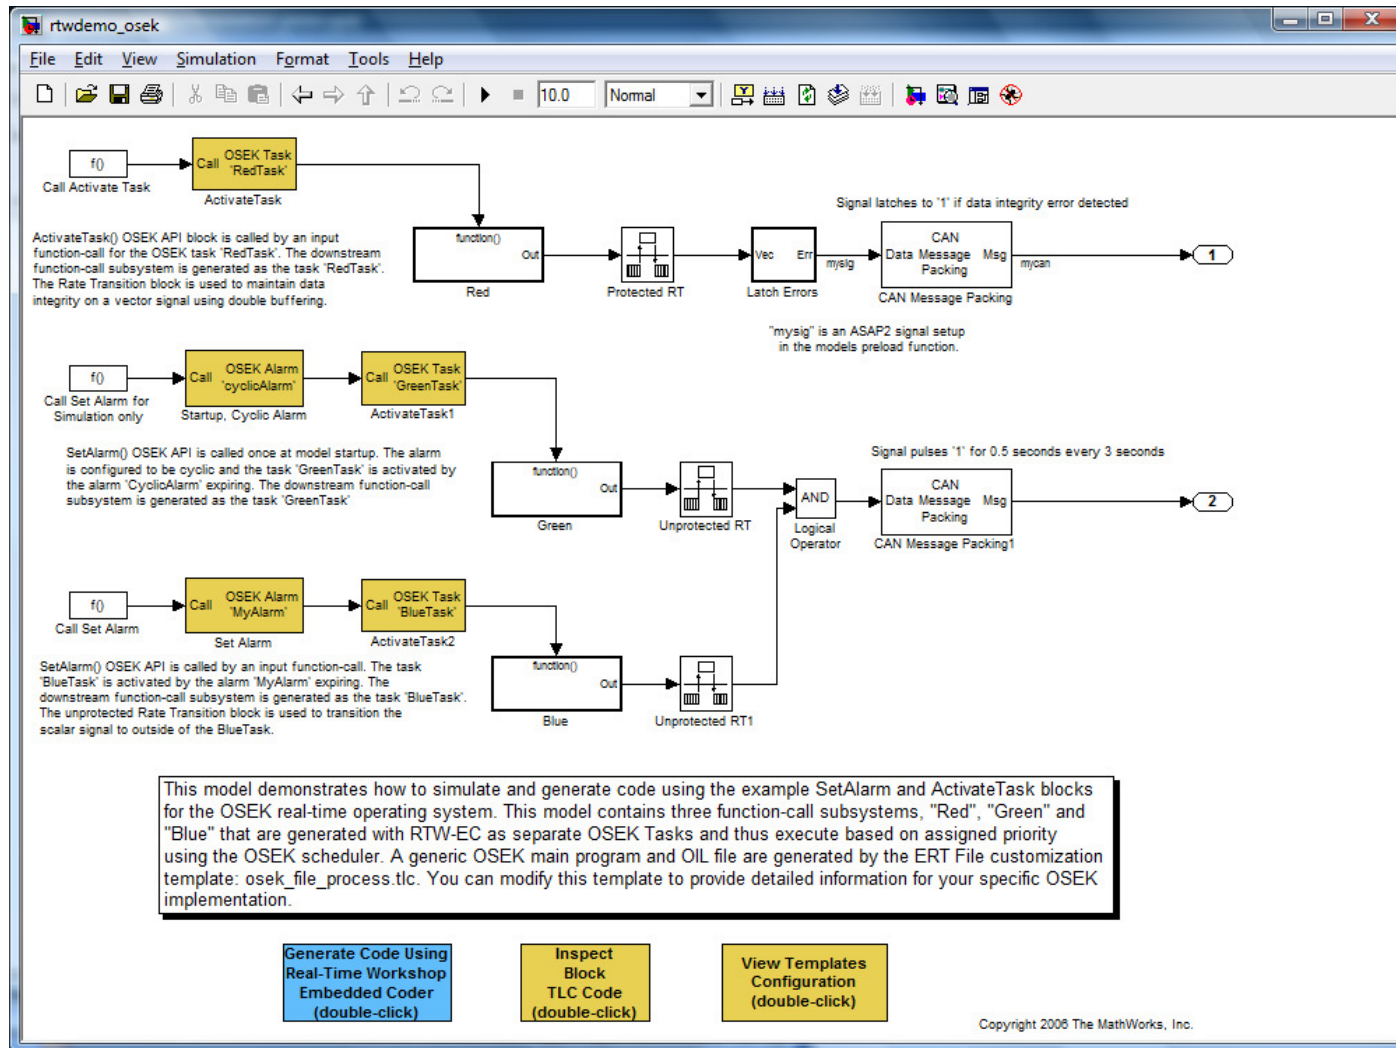 rtwdemo_osek
File Edit View Simulation Format Tools Help
10.0 Normal
f()
Call Activate Task
Call OSEK Task 'RedTask'
ActivateTask
ActivateTask() OSEK API block is called by an input
function-call for the OSEK task 'RedTask'. The downstream
function-call subsystem is generated as the task 'RedTask'.
The Rate Transition block is used to maintain data
integrity on a vector signal using double buffering.
function()
Out
Red
Protected RT
Vec Err
Latch Errors
mysig
Signal latches to '1' if data integrity error detected
CAN
Data Message Msg
Packing
CAN Message Packing
mycan
1
"mysig" is an ASAP2 signal setup
in the models preload function.
f()
Call Set Alarm for
Simulation only
Call OSEK Alarm 'cyclicAlarm'
Startup, Cyclic Alarm
Call OSEK Task 'GreenTask'
ActivateTask1
SetAlarm() OSEK API is called once at model startup. The alarm
is configured to be cyclic and the task 'GreenTask' is activated by
the alarm 'CyclicAlarm' expiring. The downstream function-call
subsystem is generated as the task 'GreenTask'
function()
Out
Green
Unprotected RT
AND
Logical
Operator
Signal pulses '1' for 0.5 seconds every 3 seconds
CAN
Data Message Msg
Packing
CAN Message Packing1
2
f()
Call Set Alarm
Call OSEK Alarm 'MyAlarm'
Set Alarm
Call OSEK Task 'BlueTask'
ActivateTask2
SetAlarm() OSEK API is called by an input function-call. The task
'BlueTask' is activated by the alarm 'MyAlarm' expiring. The
downstream function-call subsystem is generated as the task 'BlueTask'.
The unprotected Rate Transition block is used to transition the
scalar signal to outside of the BlueTask.
function()
Out
Blue
Unprotected RT1
This model demonstrates how to simulate and generate code using the example SetAlarm and ActivateTask blocks
for the OSEK real-time operating system. This model contains three function-call subsystems, "Red", "Green" and
"Blue" that are generated with RTW-EC as separate OSEK Tasks and thus execute based on assigned priority
using the OSEK scheduler. A generic OSEK main program and OIL file are generated by the ERT File customization
template: osek_file_process.tlc. You can modify this template to provide detailed information for your specific OSEK
implementation.
Generate Code Using
Real-Time Workshop
Embedded Coder
(double-click)
Inspect
Block
TLC Code
(double-click)
View Templates
Configuration
(double-click)
Copyright 2006 The MathWorks, Inc.